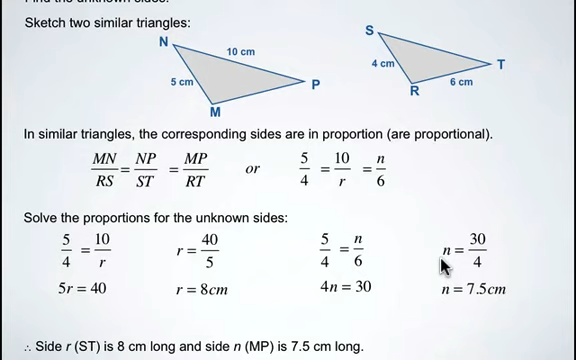 Find the unknown sides.
Sketch two similar triangles:
N
10 cm
5 cm
P
M
S
4 cm
T
6 cm
R
In similar triangles, the corresponding sides are in proportion (are proportional).
MN/RS = NP/ST = MP/RT or 5/4 = 10/r = n/6
Solve the proportions for the unknown sides:
5/4 = 10/r r = 40/5 5/4 = n/6 n = 30/4
5r = 40 r = 8cm 4n = 30 n = 7.5cm
∴ Side r (ST) is 8 cm long and side n (MP) is 7.5 cm long.